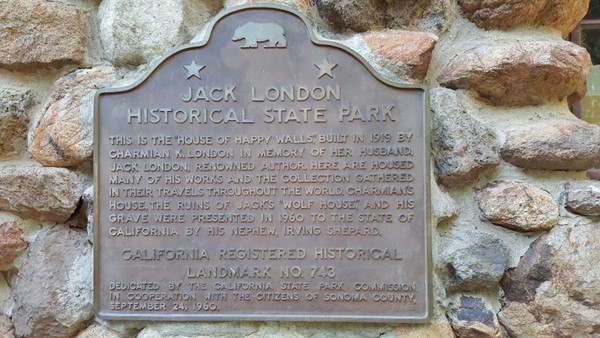 JACK LONDON
HISTORICAL STATE PARK
THIS IS THE "HOUSE OF HAPPY WALLS," BUILT IN 1919 BY
CHARMIAN K. LONDON IN MEMORY OF HER HUSBAND,
JACK LONDON, RENOWNED AUTHOR. HERE ARE HOUSED
MANY OF HIS WORKS AND THE COLLECTION GATHERED
IN THEIR TRAVELS THROUGHOUT THE WORLD. CHARMIAN'S
HOUSE, THE RUINS OF JACK'S "WOLF HOUSE," AND HIS
GRAVE WERE PRESENTED IN 1960 TO THE STATE OF
CALIFORNIA BY HIS NEPHEW, IRVING SHEPARD.
CALIFORNIA REGISTERED HISTORICAL
LANDMARK NO. 743
DEDICATED BY THE CALIFORNIA STATE PARK COMMISSION
IN COOPERATION WITH THE CITIZENS OF SONOMA COUNTY,
SEPTEMBER 24, 1960.